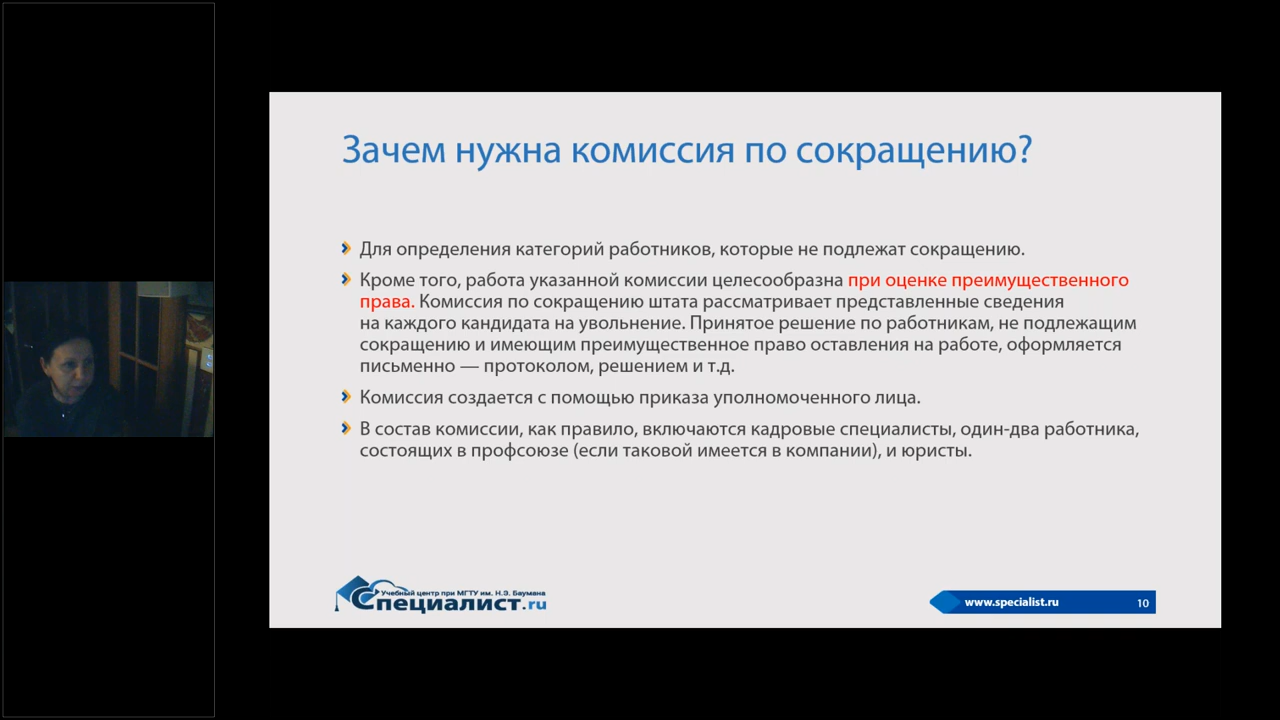 Зачем нужна комиссия по сокращению?
Для определения категорий работников, которые не подлежат сокращению.
Кроме того, работа указанной комиссии целесообразна при оценке преимущественного
права. Комиссия по сокращению штата рассматривает представленные сведения
на каждого кандидата на увольнение. Принятое решение по работникам, не подлежащим
сокращению и имеющим преимущественное право оставления на работе, оформляется
письменно — протоколом, решением и т.д.
Комиссия создается с помощью приказа уполномоченного лица.
В состав комиссии, как правило, включаются кадровые специалисты, один-два работника,
состоящих в профсоюзе (если таковой имеется в компании), и юристы.
Учебный центр при МГТУ им. Н.Э. Баумана
Специалист.ru
www.specialist.ru
10